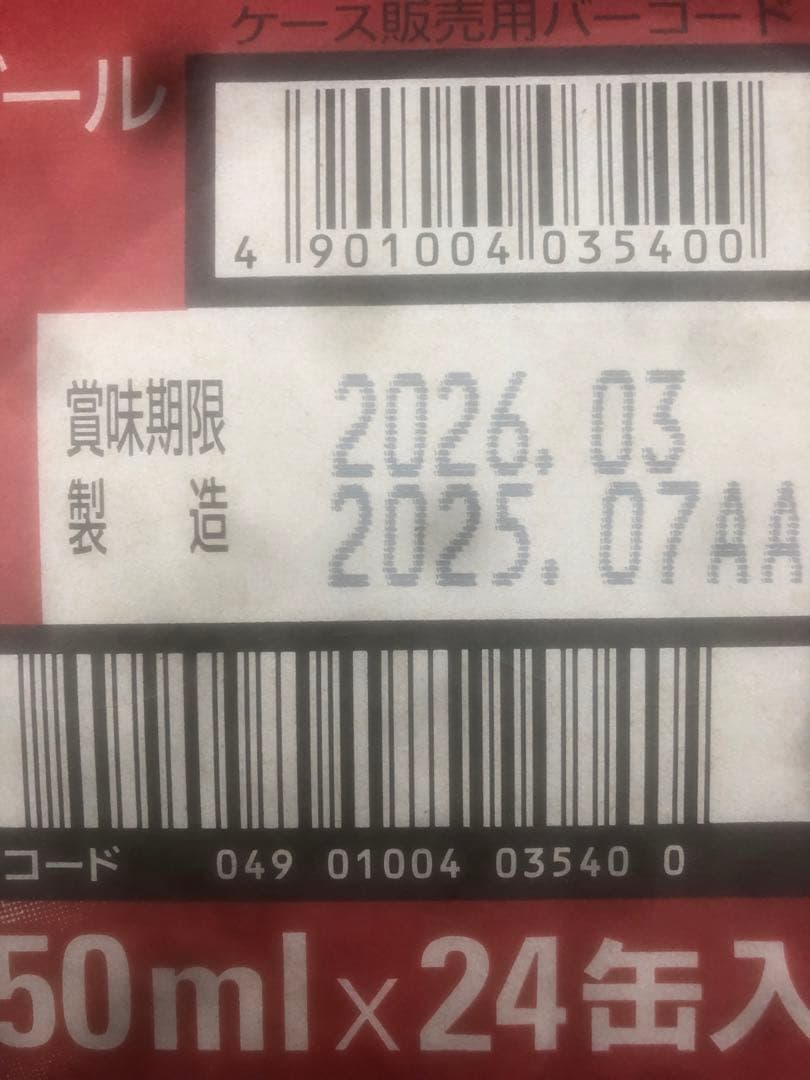 ケース販売用バーコード
ール
4 901004 035400
賞味期限 2026.03
製造 2025.07AA
コード 049 01004 03540 0
50ml×24缶入